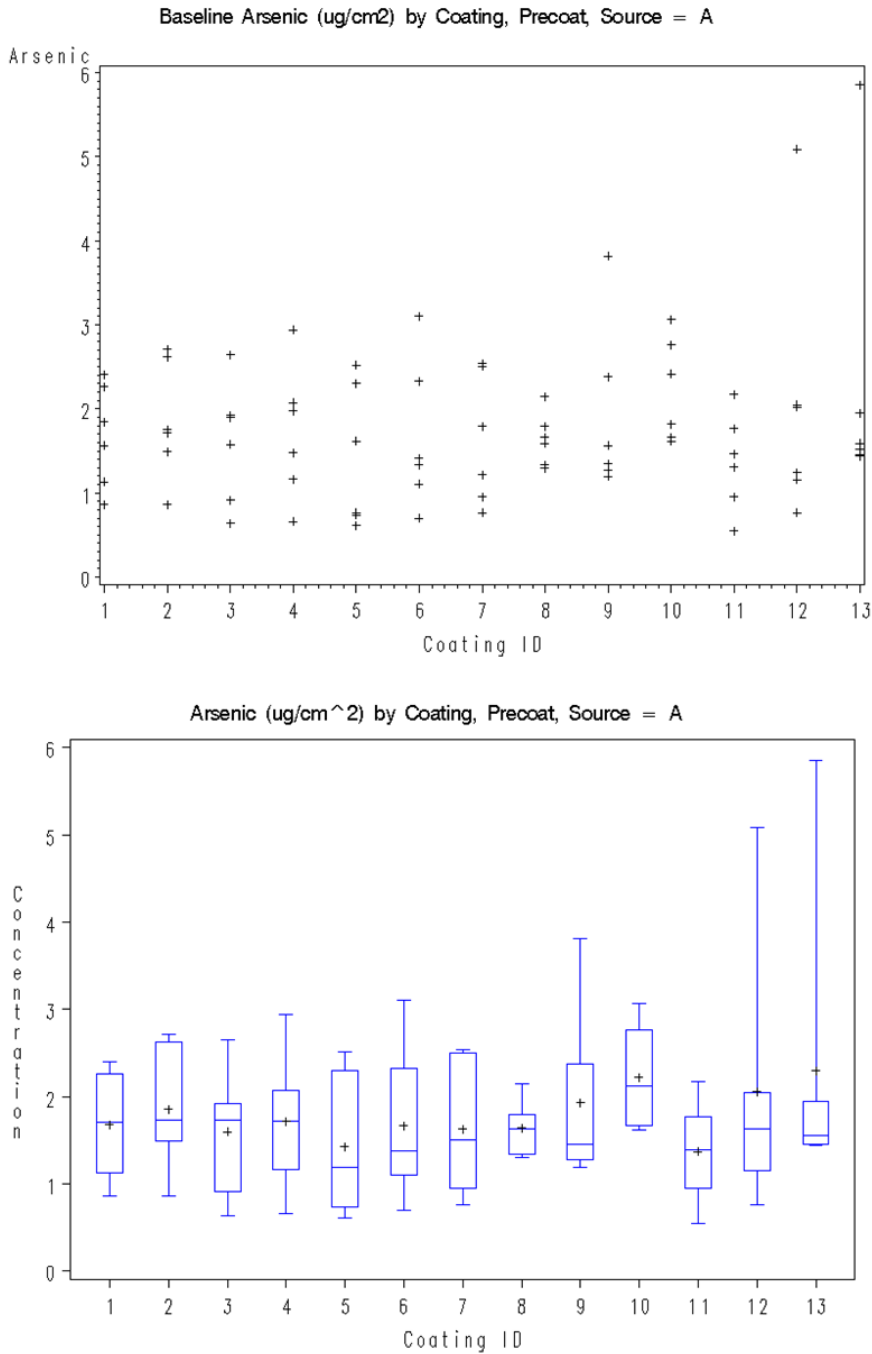 Baseline Arsenic (ug/cm2) by Coating, Precoat, Source = A
Arsenic
6
5
4
3
2
1
0
1 2 3 4 5 6 7 8 9 10 11 12 13
Coating ID
Arsenic (ug/cm^2) by Coating, Precoat, Source = A
Concentration
6
5
4
3
2
1
0
1 2 3 4 5 6 7 8 9 10 11 12 13
Coating ID